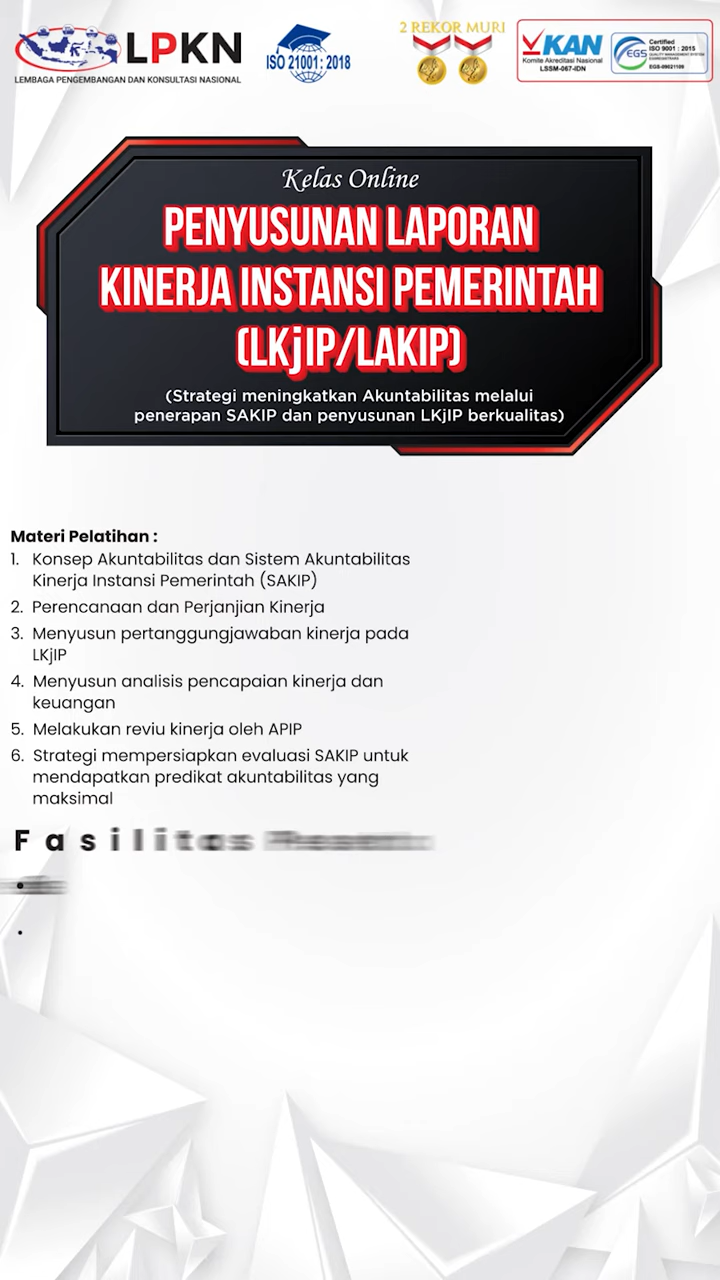 LPKN
LEMBAGA PENGEMBANGAN DAN KONSULTASI NASIONAL
ISO 21001 : 2018
2 REKOR MURI
KAN
Komite Akreditasi Nasional
LSSM-067-IDN
EGS
Certified
ISO 9001 : 2015
QUALITY MANAGEMENT SYSTEM
Kelas Online
PENYUSUNAN LAPORAN
KINERJA INSTANSI PEMERINTAH
(LKjIP/LAKIP)
(Strategi meningkatkan Akuntabilitas melalui
penerapan SAKIP dan penyusunan LKjIP berkualitas)
Materi Pelatihan :
1. Konsep Akuntabilitas dan Sistem Akuntabilitas
Kinerja Instansi Pemerintah (SAKIP)
2. Perencanaan dan Perjanjian Kinerja
3. Menyusun pertanggungjawaban kinerja pada
LKjIP
4. Menyusun analisis pencapaian kinerja dan
keuangan
5. Melakukan reviu kinerja oleh APIP
6. Strategi mempersiapkan evaluasi SAKIP untuk
mendapatkan predikat akuntabilitas yang
maksimal
Fasilitas